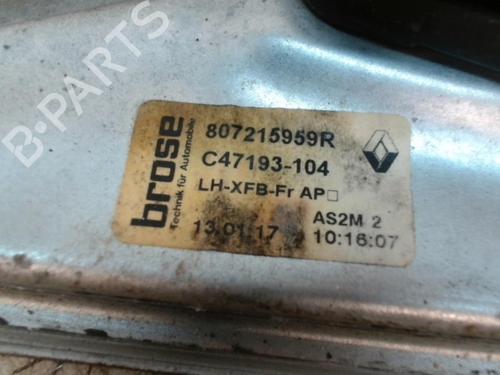 B-PARTS
brose
Technik für Automobile
807215959R
C47193-104
LH-XFB-Fr AP□
AS2M 2
13.01.17 10:16:07